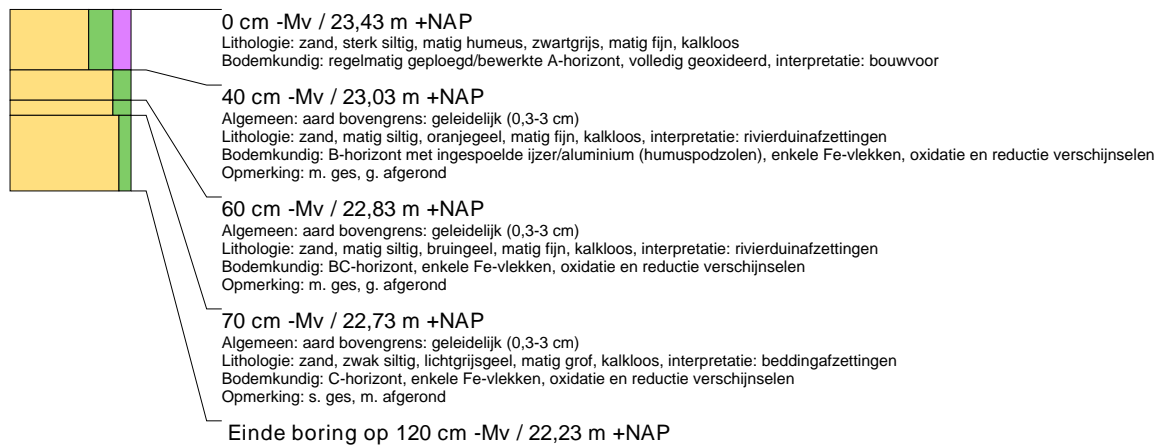 0 cm -Mv / 23,43 m +NAP
Lithologie: zand, sterk siltig, matig humeus, zwartgrijs, matig fijn, kalkloos
Bodemkundig: regelmatig geploegd/bewerkte A-horizont, volledig geoxideerd, interpretatie: bouwvoor
40 cm -Mv / 23,03 m +NAP
Algemeen: aard bovengrens: geleidelijk (0,3-3 cm)
Lithologie: zand, matig siltig, oranjegeel, matig fijn, kalkloos, interpretatie: rivierduinafzettingen
Bodemkundig: B-horizont met ingespoelde ijzer/aluminium (humuspodzolen), enkele Fe-vlekken, oxidatie en reductie verschijnselen
Opmerking: m. ges, g. afgerond
60 cm -Mv / 22,83 m +NAP
Algemeen: aard bovengrens: geleidelijk (0,3-3 cm)
Lithologie: zand, matig siltig, bruingeel, matig fijn, kalkloos, interpretatie: rivierduinafzettingen
Bodemkundig: BC-horizont, enkele Fe-vlekken, oxidatie en reductie verschijnselen
Opmerking: m. ges, g. afgerond
70 cm -Mv / 22,73 m +NAP
Algemeen: aard bovengrens: geleidelijk (0,3-3 cm)
Lithologie: zand, zwak siltig, lichtgrijsgeel, matig grof, kalkloos, interpretatie: beddingafzettingen
Bodemkundig: C-horizont, enkele Fe-vlekken, oxidatie en reductie verschijnselen
Opmerking: s. ges, m. afgerond
Einde boring op 120 cm -Mv / 22,23 m +NAP